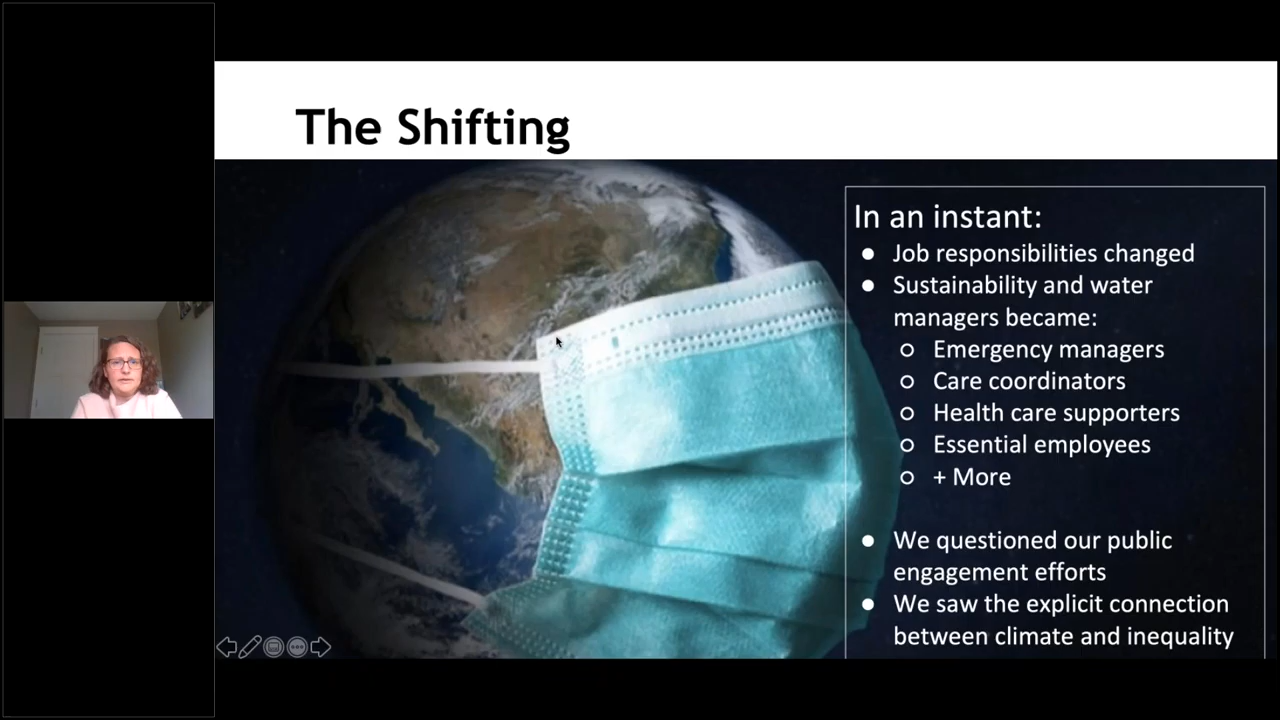 The Shifting
In an instant:
● Job responsibilities changed
● Sustainability and water
managers became:
○ Emergency managers
○ Care coordinators
○ Health care supporters
○ Essential employees
○ + More
● We questioned our public
engagement efforts
● We saw the explicit connection
between climate and inequality